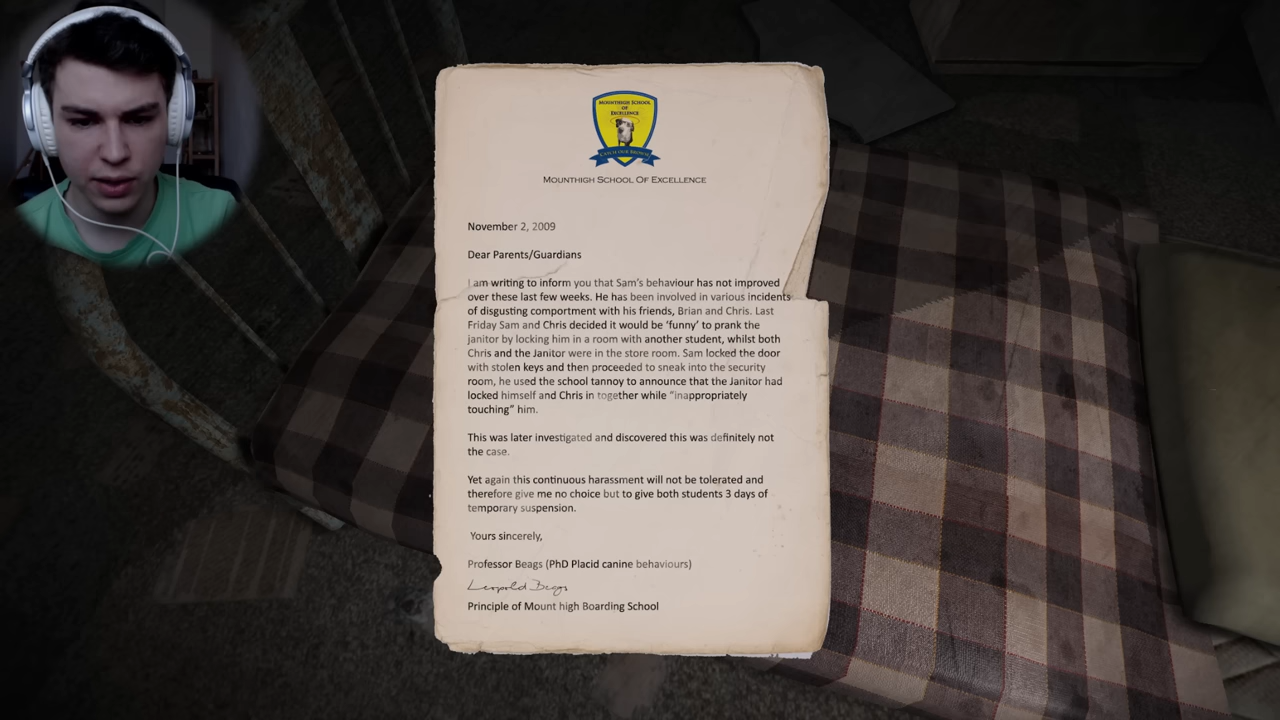 MOUNTHIGH SCHOOL
OF
EXCELLENCE
MOUNTHIGH SCHOOL OF EXCELLENCE
November 2, 2009
Dear Parents/Guardians
I am writing to inform you that Sam's behaviour has not improved
over these last few weeks. He has been involved in various incidents
of disgusting comportment with his friends, Brian and Chris. Last
Friday Sam and Chris decided it would be 'funny' to prank the
janitor by locking him in a room with another student, whilst both
Chris and the Janitor were in the store room. Sam locked the door
with stolen keys and then proceeded to sneak into the security
room, he used the school tannoy to announce that the Janitor had
locked himself and Chris in together while "inappropriately
touching" him.
This was later investigated and discovered this was definitely not
the case.
Yet again this continuous harassment will not be tolerated and
therefore give me no choice but to give both students 3 days of
temporary suspension.
Yours sincerely,
Professor Beags (PhD Placid canine behaviours)
Leopold Beags
Principle of Mount high Boarding School